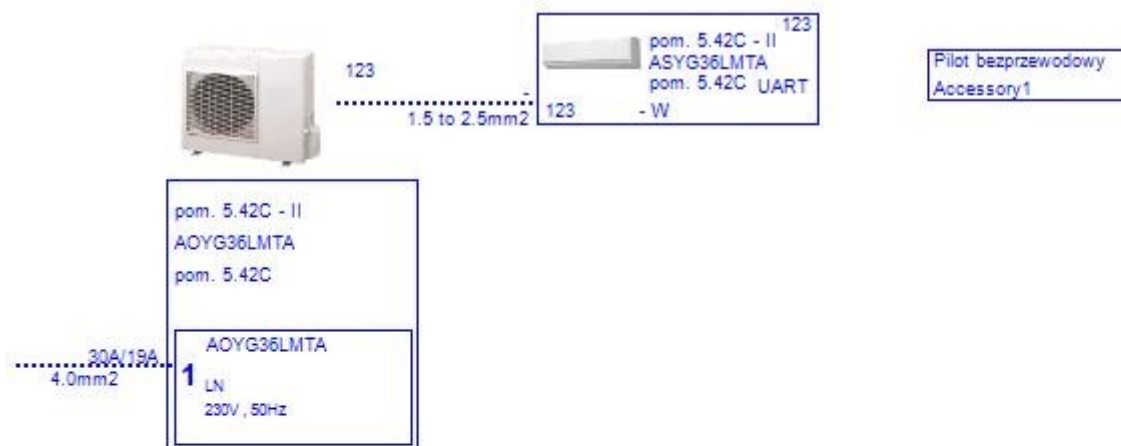 123
pom. 5.42C - II
ASYG36LMTA
pom. 5.42C UART
123 - W
Pilot bezprzewodowy
Accessory1
123
-
1.5 to 2.5mm2
pom. 5.42C - II
AOYG36LMTA
pom. 5.42C
30A/19A
4.0mm2
AOYG36LMTA
1
LN
230V , 50Hz